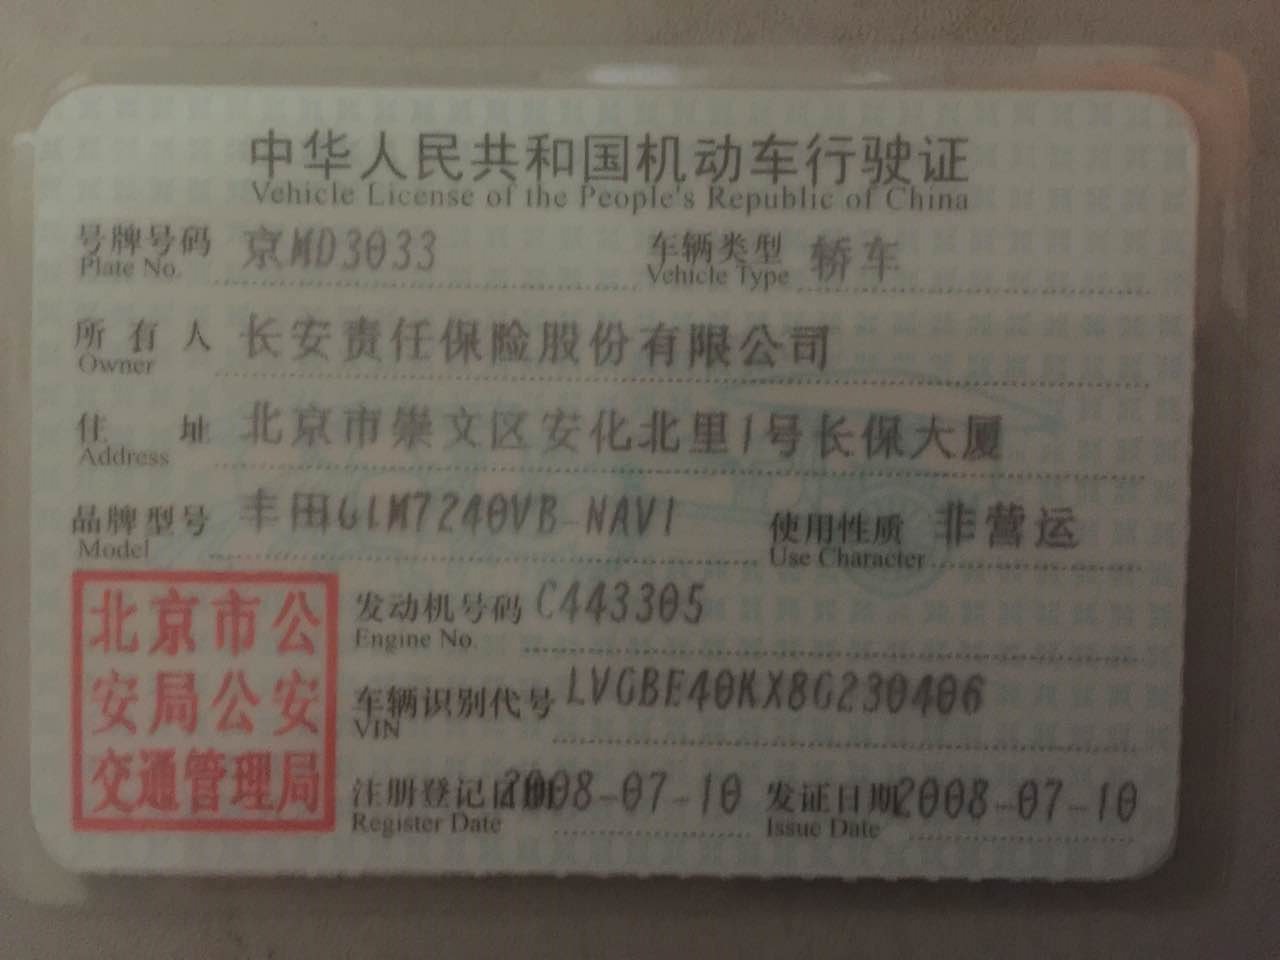 中华人民共和国机动车行驶证
Vehicle License of the People's Republic of China
号牌号码 京MD3033 车辆类型 轿车
Plate No. Vehicle Type
所有人 长安责任保险股份有限公司
Owner
住址 北京市崇文区安化北里1号长保大厦
Address
品牌型号 丰田GTM7240VB-NAVI 使用性质 非营运
Model Use Character
发动机号码 C443305
Engine No.
车辆识别代号 LVGBE40KX8G230406
VIN
注册登记日期 2008-07-10 发证日期 2008-07-10
Register Date Issue Date
北京市公
安局公安
交通管理局